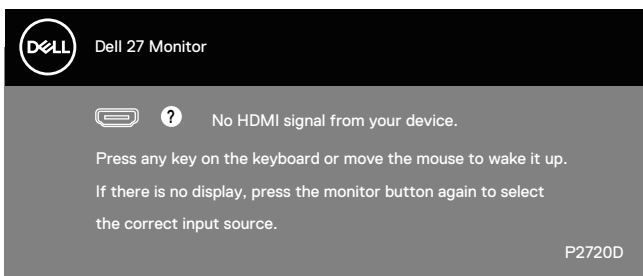 DELL
Dell 27 Monitor
? No HDMI signal from your device.
Press any key on the keyboard or move the mouse to wake it up.
If there is no display, press the monitor button again to select
the correct input source.
P2720D